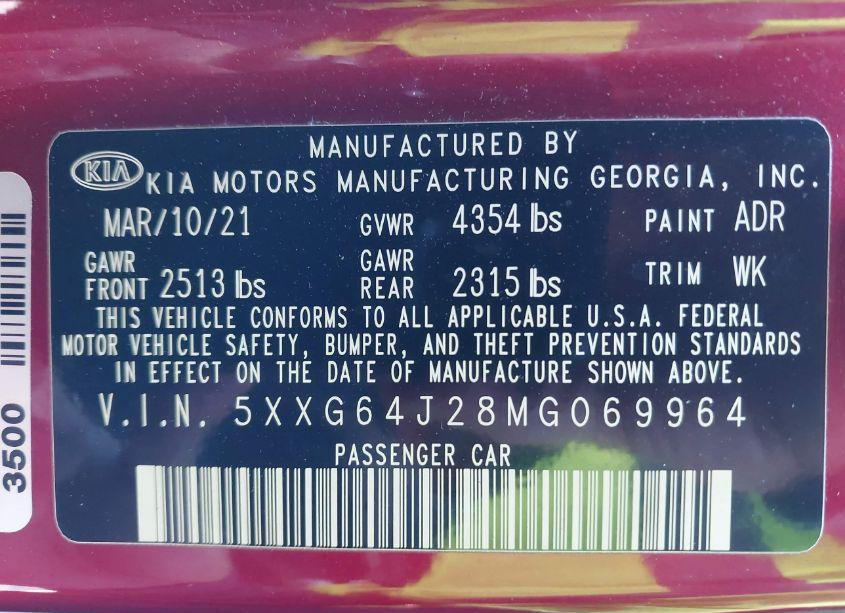 MANUFACTURED BY
KIA KIA MOTORS MANUFACTURING GEORGIA, INC.
MAR/10/21 GVWR 4354 lbs PAINT ADR
GAWR FRONT 2513 lbs GAWR REAR 2315 lbs TRIM WK
THIS VEHICLE CONFORMS TO ALL APPLICABLE U.S.A. FEDERAL
MOTOR VEHICLE SAFETY, BUMPER, AND THEFT PREVENTION STANDARDS
IN EFFECT ON THE DATE OF MANUFACTURE SHOWN ABOVE.
V.I.N. 5XXG64J28MG069964
PASSENGER CAR
3500